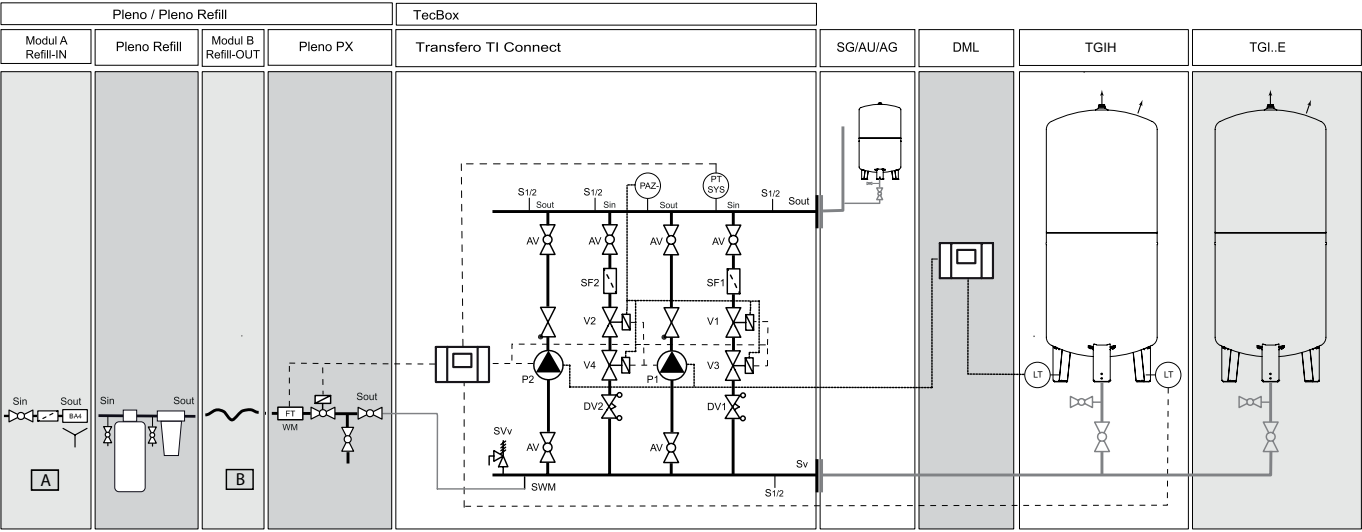 Pleno / Pleno Refill
TecBox
Modul A
Refill-IN
Pleno Refill
Modul B
Refill-OUT
Pleno PX
Transfero TI Connect
SG/AU/AG
DML
TGIH
TGI..E
PAZ-
PT
SYS
S1/2
S1/2
S1/2
Sout
Sin
Sout
Sin
Sout
AV
AV
AV
AV
SF2
SF1
V2
V1
V4
V3
P2
P1
LT
LT
DV2
DV1
Sin
Sout
BA4
Sin
Sout
FT
WM
Sout
SVv
AV
AV
Sv
A
B
SWM
S1/2